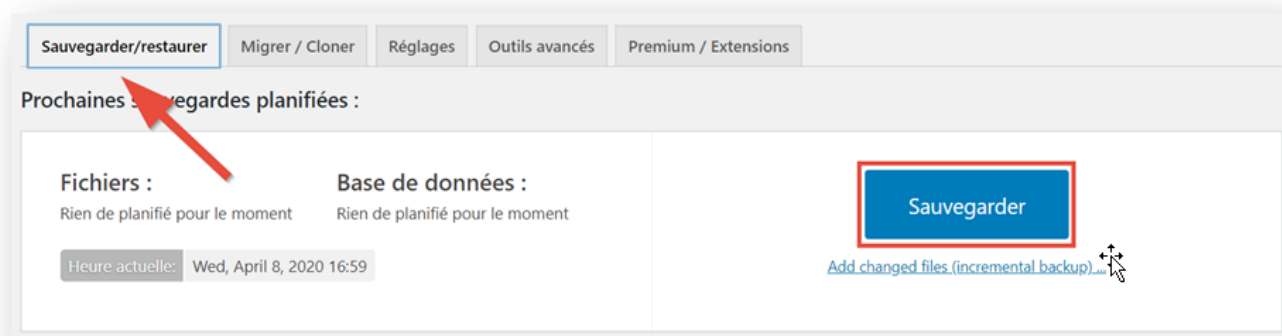 Sauvegarder/restaurer Migrer / Cloner Réglages Outils avancés Premium / Extensions
Prochaines sauvegardes planifiées :
Fichiers : Base de données :
Rien de planifié pour le moment Rien de planifié pour le moment
Sauvegarder
Heure actuelle: Wed, April 8, 2020 16:59
Add changed files (incremental backup) ...